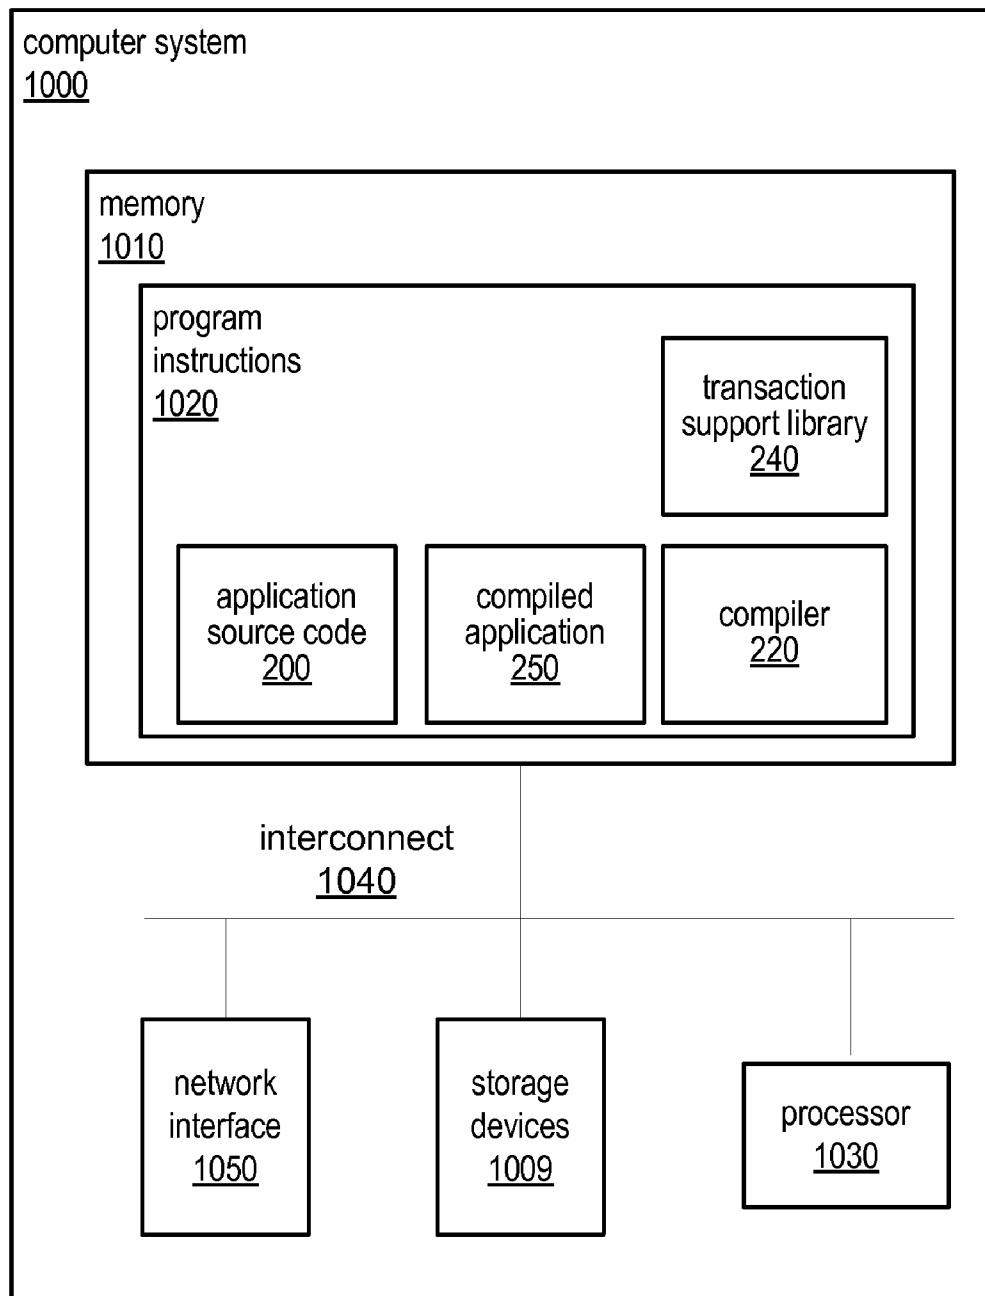 computer system
1000
memory
1010
program
instructions
1020
transaction
support library
240
application
source code
200
compiled
application
250
compiler
220
interconnect
1040
network
interface
1050
storage
devices
1009
processor
1030